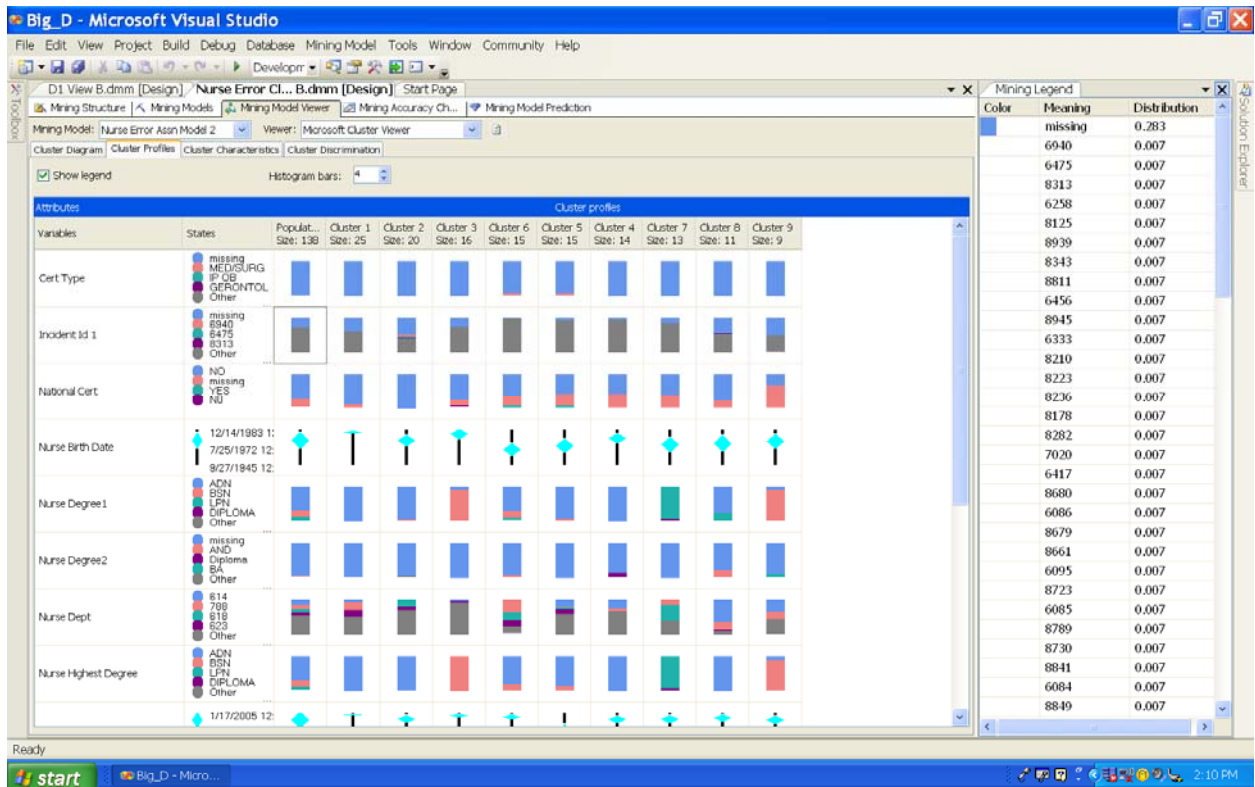 Big_D - Microsoft Visual Studio
File Edit View Project Build Debug Database Mining Model Tools Window Community Help
Developr
D1 View B.dmm [Design] Nurse Error Cl... B.dmm [Design] Start Page
Mining Structure Mining Models Mining Model Viewer Mining Accuracy Ch... Mining Model Prediction
Mining Model: Nurse Error Assn Model 2 Viewer: Microsoft Cluster Viewer
Cluster Diagram Cluster Profiles Cluster Characteristics Cluster Discrimination
Show legend Histogram bars: 4
Attributes Cluster profiles
Variables States Populat... Cluster 1 Cluster 2 Cluster 3 Cluster 6 Cluster 5 Cluster 4 Cluster 7 Cluster 8 Cluster 9
Size: 138 Size: 25 Size: 20 Size: 16 Size: 15 Size: 15 Size: 14 Size: 13 Size: 11 Size: 9
Cert Type
missing
MED/SURG
IP OB
GERONTOL
Other
Incident Id 1
missing
6940
6475
8313
Other
National Cert
NO
missing
YES
Nurse Birth Date
12/14/1983 1:
7/25/1972 12:
9/27/1945 12:
Nurse Degree1
ADN
BSN
LPN
DIPLOMA
Other
Nurse Degree2
missing
AND
Diploma
BA
Other
Nurse Dept
614
788
618
623
Other
Nurse Highest Degree
ADN
BSN
LPN
DIPLOMA
Other
1/17/2005 12:
Mining Legend
Color Meaning Distribution
missing 0.283
6940 0.007
6475 0.007
8313 0.007
6258 0.007
8125 0.007
8939 0.007
8343 0.007
8811 0.007
6456 0.007
8945 0.007
6333 0.007
8210 0.007
8223 0.007
8236 0.007
8178 0.007
8282 0.007
7020 0.007
6417 0.007
8680 0.007
6086 0.007
8679 0.007
8661 0.007
6095 0.007
8723 0.007
6085 0.007
8789 0.007
8730 0.007
8841 0.007
6084 0.007
8849 0.007
Toolbox
Solution Explorer
Ready
start Big_D - Micro... 2:10 PM